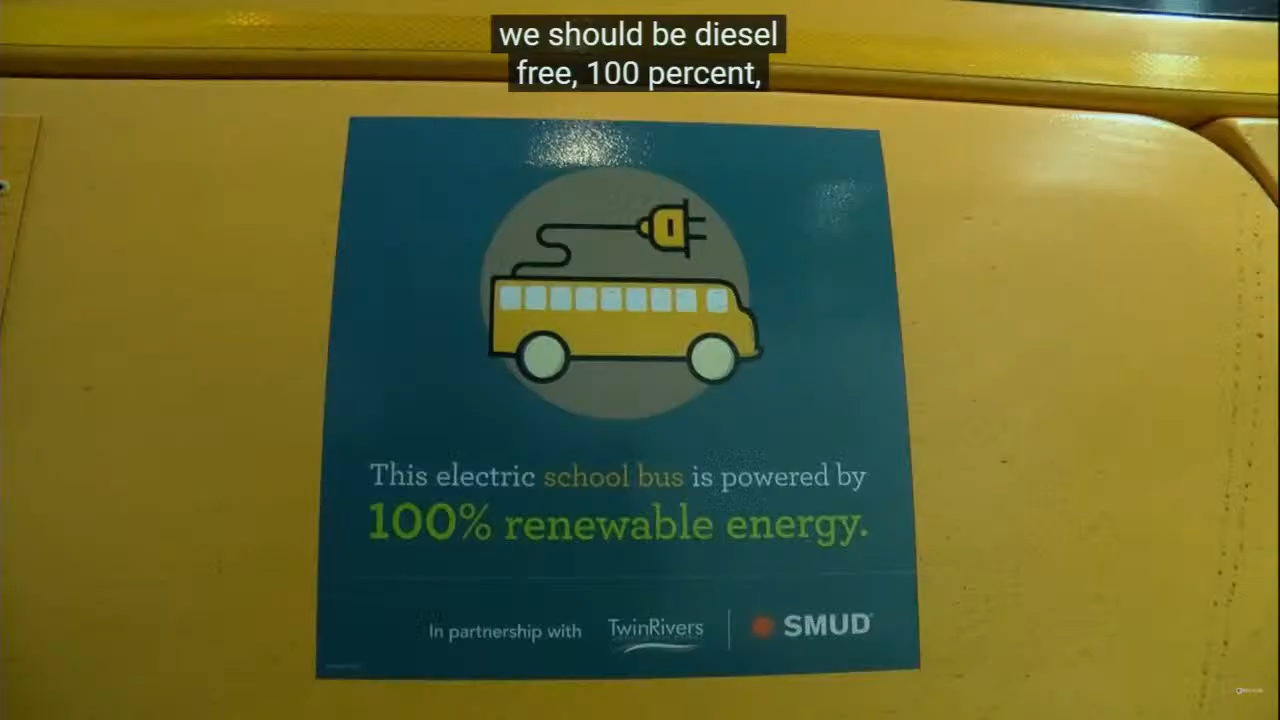 we should be diesel
free, 100 percent,
This electric school bus is powered by
100% renewable energy.
In partnership with TwinRivers SMUD